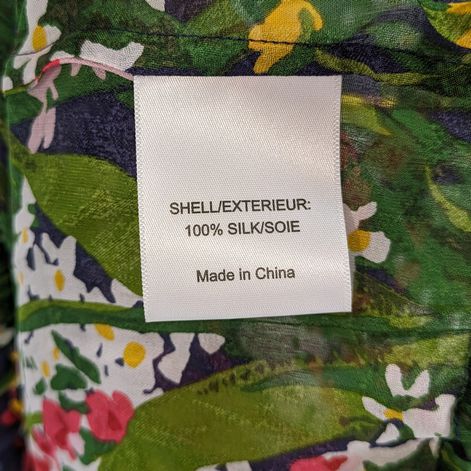 SHELL/EXTERIEUR:
100% SILK/SOIE
Made in China